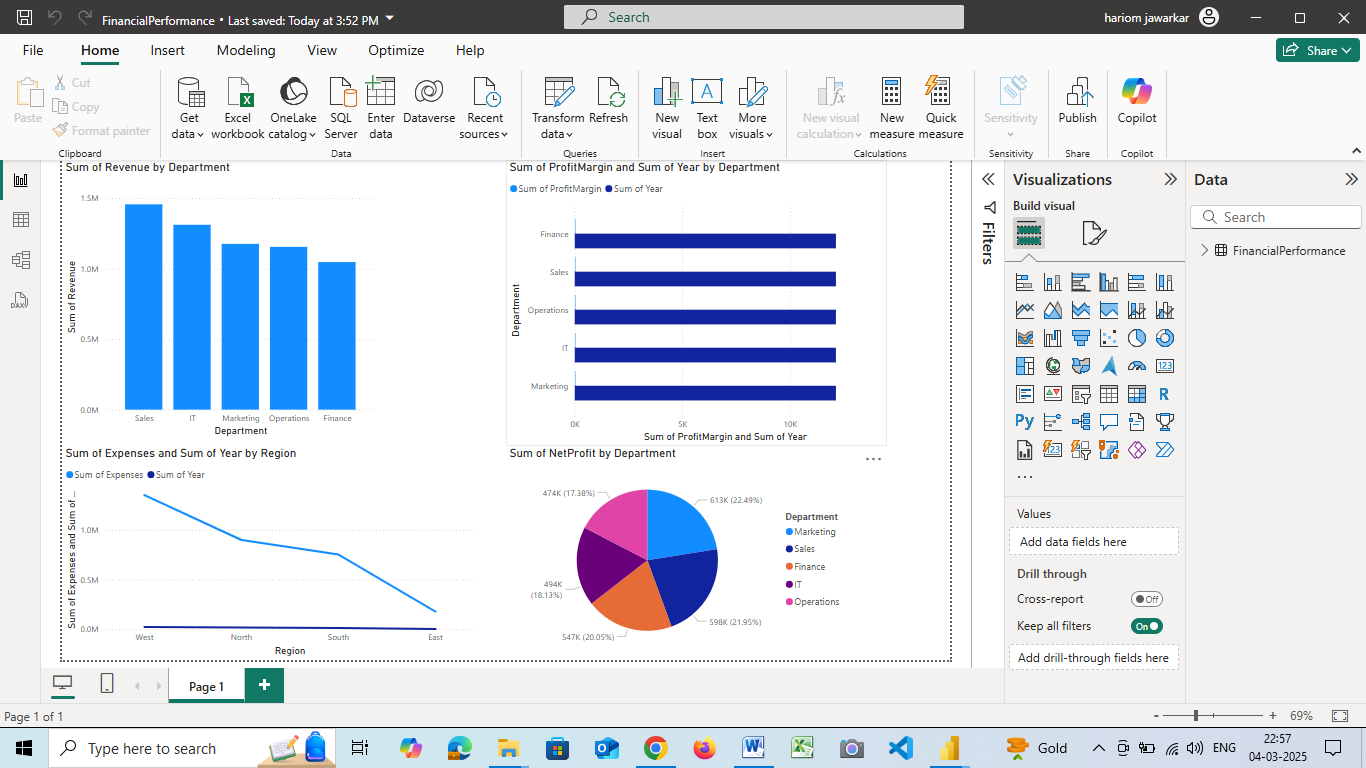 FinancialPerformance • Last saved: Today at 3:52 PM
Search
hariom jawarkar
File
Home
Insert
Modeling
View
Optimize
Help
Share
Paste
Cut
Copy
Format painter
Get data
Excel workbook
OneLake catalog
SQL Server
Enter data
Dataverse
Recent sources
Transform data
Refresh
New visual
Text box
More visuals
New visual calculation
New measure
Quick measure
Sensitivity
Publish
Copilot
Clipboard
Data
Queries
Insert
Calculations
Sensitivity
Share
Copilot
Sum of Revenue by Department
1.5M
1.0M
0.5M
0.0M
Sum of Revenue
Sales
IT
Marketing
Operations
Finance
Department
Sum of ProfitMargin and Sum of Year by Department
Sum of ProfitMargin
Sum of Year
Department
Finance
Sales
Operations
IT
Marketing
0K
5K
10K
Sum of ProfitMargin and Sum of Year
Sum of Expenses and Sum of Year by Region
Sum of Expenses
Sum of Year
Sum of Expenses and Sum of ...
1.0M
0.5M
0.0M
West
North
South
East
Region
Sum of NetProfit by Department
474K (17.38%)
613K (22.49%)
494K
(18.13%)
547K (20.05%)
598K (21.95%)
Department
Marketing
Sales
Finance
IT
Operations
Filters
Visualizations
Build visual
123
R
Py
123
...
Values
Add data fields here
Drill through
Cross-report
Off
Keep all filters
On
Add drill-through fields here
Data
Search
FinancialPerformance
DAX
Page 1
+
Page 1 of 1
-
+
69%
Type here to search
Gold
ENG
22:57
04-03-2025